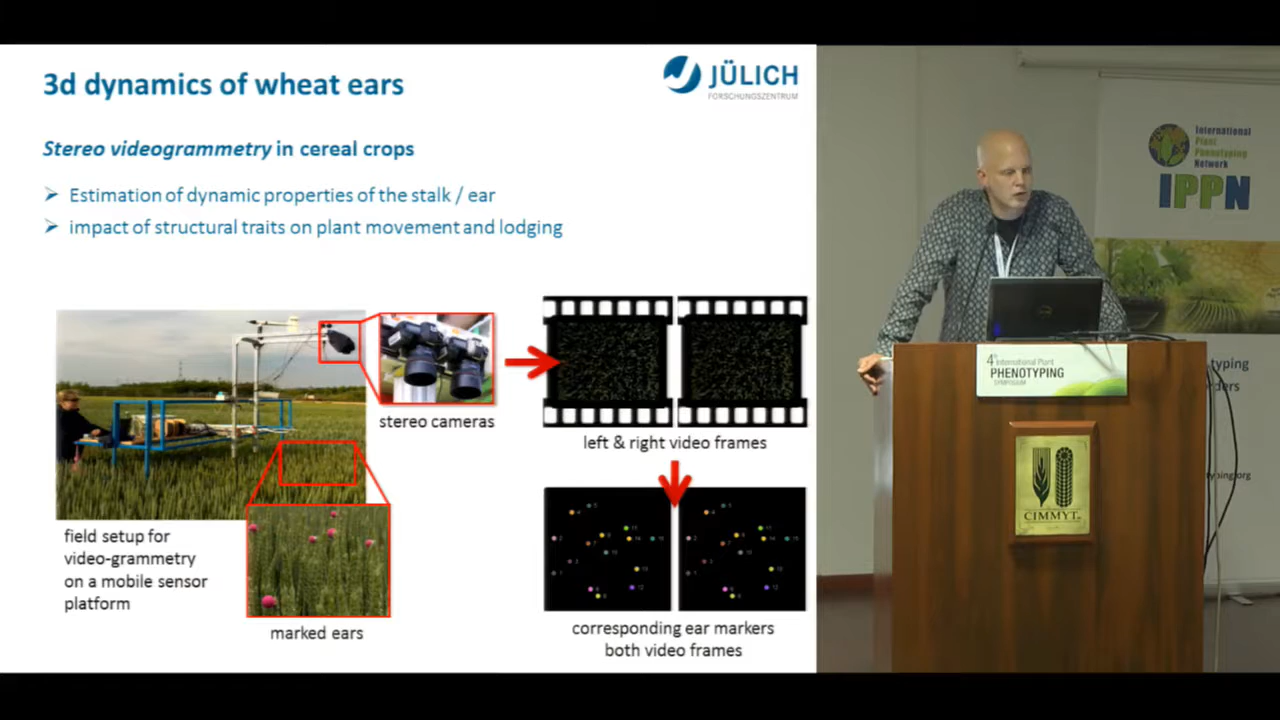 3d dynamics of wheat ears
JÜLICH
FORSCHUNGSZENTRUM
Stereo videogrammetry in cereal crops
➢ Estimation of dynamic properties of the stalk / ear
➢ impact of structural traits on plant movement and lodging
stereo cameras
left & right video frames
field setup for
video-grammetry
on a mobile sensor
platform
marked ears
corresponding ear markers
both video frames
International
Plant
Phenotyping
Network
IPPN
4th International Plant
PHENOTYPING
SYMPOSIUM
CIMMYT